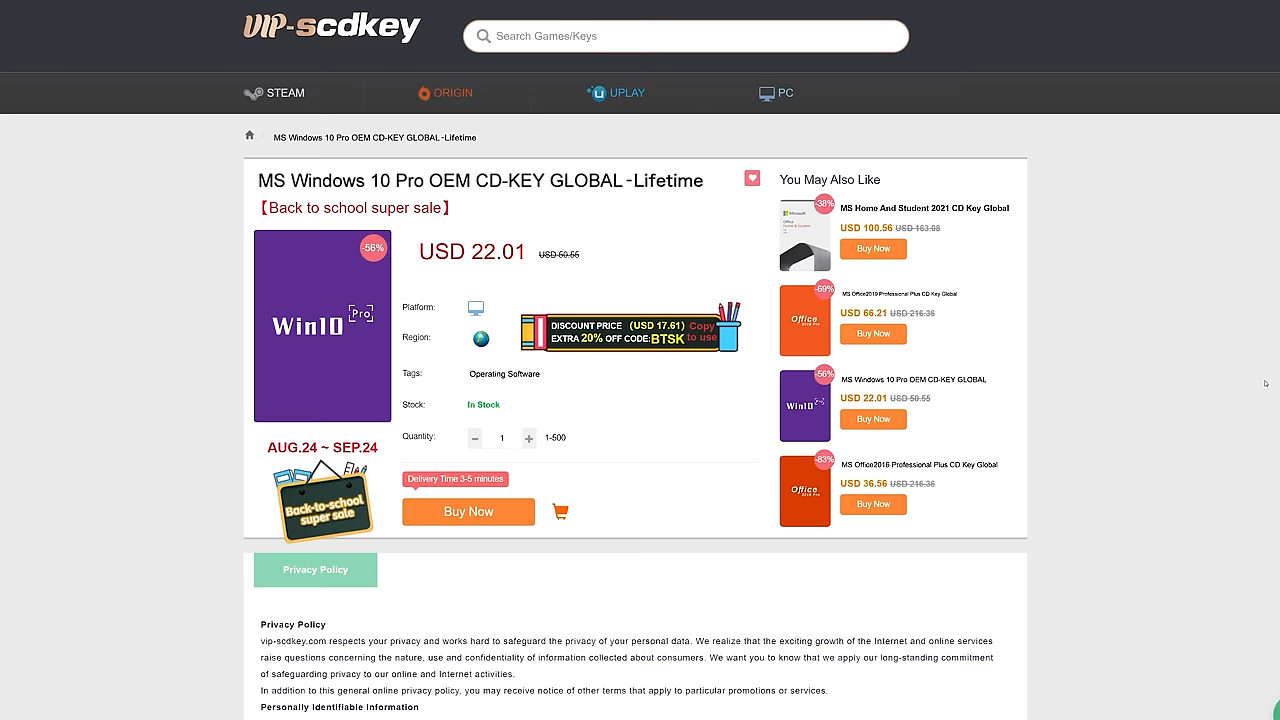 VIP-scdkey
Search Games/Keys
STEAM
ORIGIN
UPLAY
PC
MS Windows 10 Pro OEM CD-KEY GLOBAL -Lifetime
MS Windows 10 Pro OEM CD-KEY GLOBAL -Lifetime
【Back to school super sale】
-56%
Win10 Pro
USD 22.01 USD 50.55
Platform:
Region:
DISCOUNT PRICE (USD 17.61) Copy
EXTRA 20% OFF CODE:BTSK to use
Tags: Operating Software
Stock: In Stock
Quantity: − 1 + 1-500
AUG.24 ~ SEP.24
Back-to-school
super sale
Delivery Time 3-5 minutes
Buy Now
You May Also Like
-38%
Microsoft
Office
Home & Student
MS Home And Student 2021 CD Key Global
USD 100.56 USD 163.08
Buy Now
-69%
Office
MS Office2019 Professional Plus CD Key Global
USD 66.21 USD 216.36
Buy Now
-56%
Win10 Pro
MS Windows 10 Pro OEM CD-KEY GLOBAL
USD 22.01 USD 50.55
Buy Now
-83%
Office
2016 Pro
MS Office2016 Professional Plus CD Key Global
USD 36.56 USD 216.36
Buy Now
Privacy Policy
Privacy Policy
vip-scdkey.com respects your privacy and works hard to safeguard the privacy of your personal data. We realize that the exciting growth of the Internet and online services
raise questions concerning the nature, use and confidentiality of information collected about consumers. We want you to know that we apply our long-standing commitment
of safeguarding privacy to our online and Internet activities.
In addition to this general online privacy policy, you may receive notice of other terms that apply to particular promotions or services.
Personally Identifiable Information